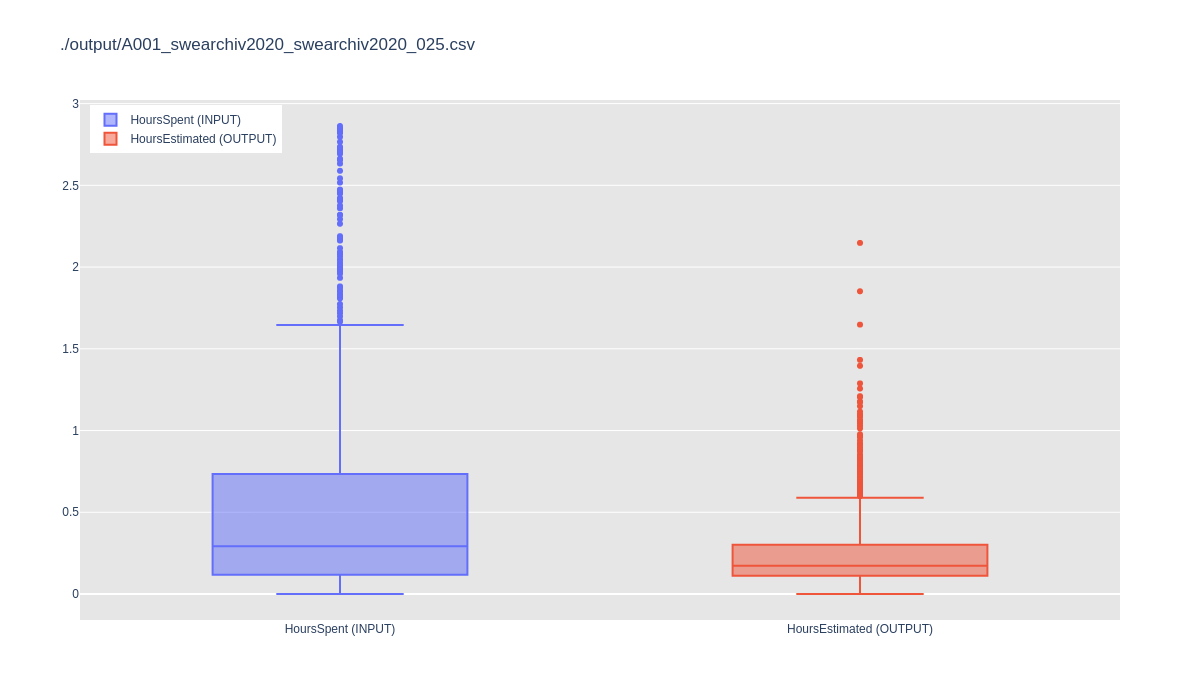 ./output/A001_swearchiv2020_swearchiv2020_025.csv
3
HoursSpent (INPUT)
HoursEstimated (OUTPUT)
2.5
2
1.5
1
0.5
0
HoursSpent (INPUT)
HoursEstimated (OUTPUT)